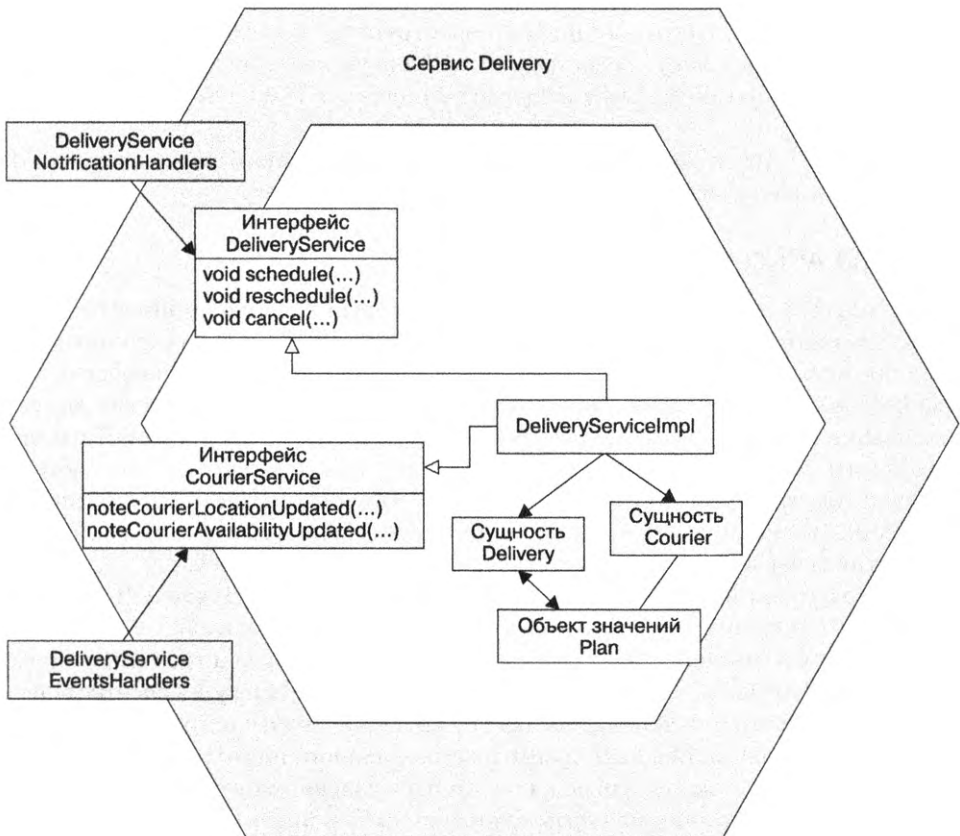 Сервис Delivery
DeliveryService
NotificationHandlers
Интерфейс
DeliveryService
void schedule(...)
void reschedule(...)
void cancel(...)
DeliveryServiceImpl
Интерфейс
CourierService
noteCourierLocationUpdated(...)
noteCourierAvailabilityUpdated(...)
Сущность
Delivery
Сущность
Courier
Объект значений
Plan
DeliveryService
EventsHandlers